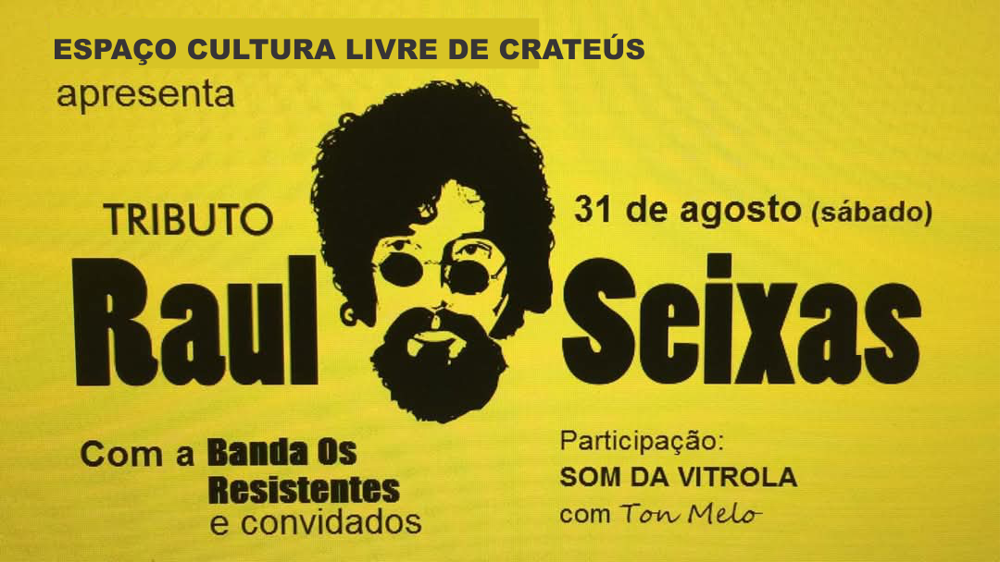 ESPAÇO CULTURA LIVRE DE CRATEÚS
apresenta
TRIBUTO
31 de agosto (sábado)
Raul Seixas
Com a Banda Os
Resistentes
e convidados
Participação:
SOM DA VITROLA
com Ton Melo